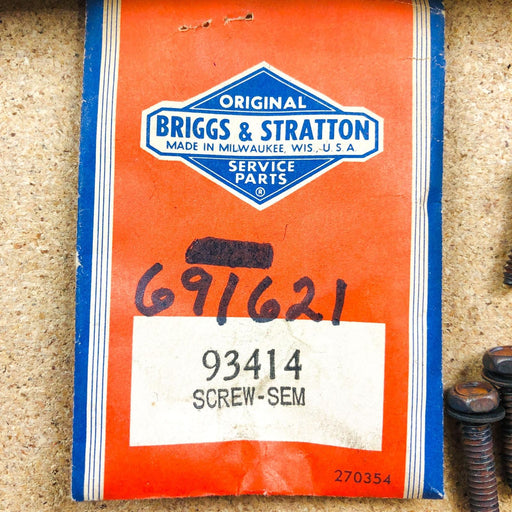 ORIGINAL
BRIGGS & STRATTON
MADE IN MILWAUKEE, WIS., U.S.A.
SERVICE
PARTS
®
691621
93414
SCREW-SEM
270354